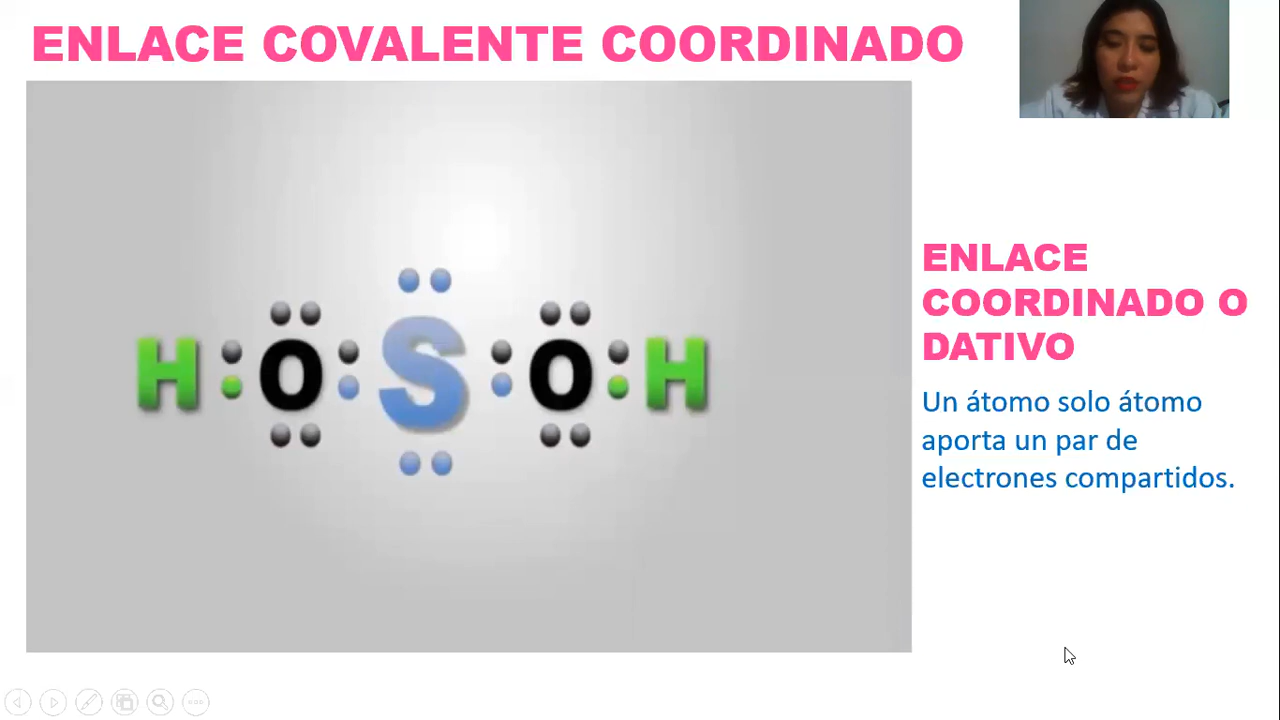 ENLACE COVALENTE COORDINADO
H O S O H
ENLACE
COORDINADO O
DATIVO
Un átomo solo átomo
aporta un par de
electrones compartidos.